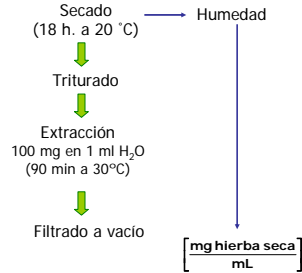 Secado
(18 h. a 20 ˚C)
Humedad
Triturado
Extracción
100 mg en 1 ml H₂O
(90 min a 30ºC)
Filtrado a vacío
[mg hierba seca
mL]